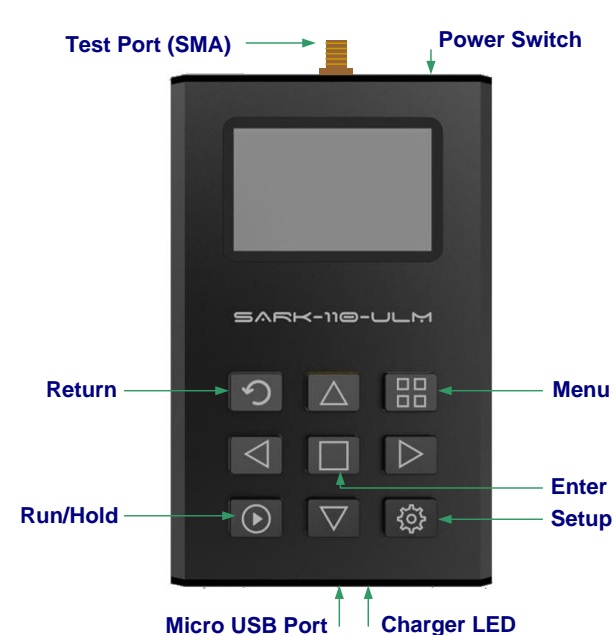 Test Port (SMA)
Power Switch
SARK-110-ULM
Return
Menu
Enter
Run/Hold
Setup
Micro USB Port
Charger LED